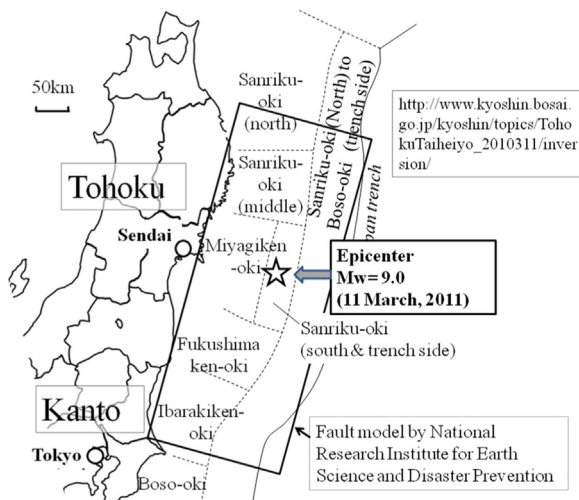 50km
Sanriku-
oki
(north)
Sanriku-oki (North) to
Boso-oki (trench side)
http://www.kyoshin.bosai.
go.jp/kyoshin/topics/Toho
kuTaiheiyo_20110311/inver
sion/
Tohoku
Sanriku-
oki
(middle)
pan trench
Sendai
Miyagiken
-oki
Epicenter
Mw=9.0
(11 March, 2011)
Sanriku-oki
(south & trench side)
Fukushima
ken-oki
Kanto
Ibarakiken-
oki
Fault model by National
Research Institute for Earth
Science and Disaster Prevention
Tokyo
Boso-oki